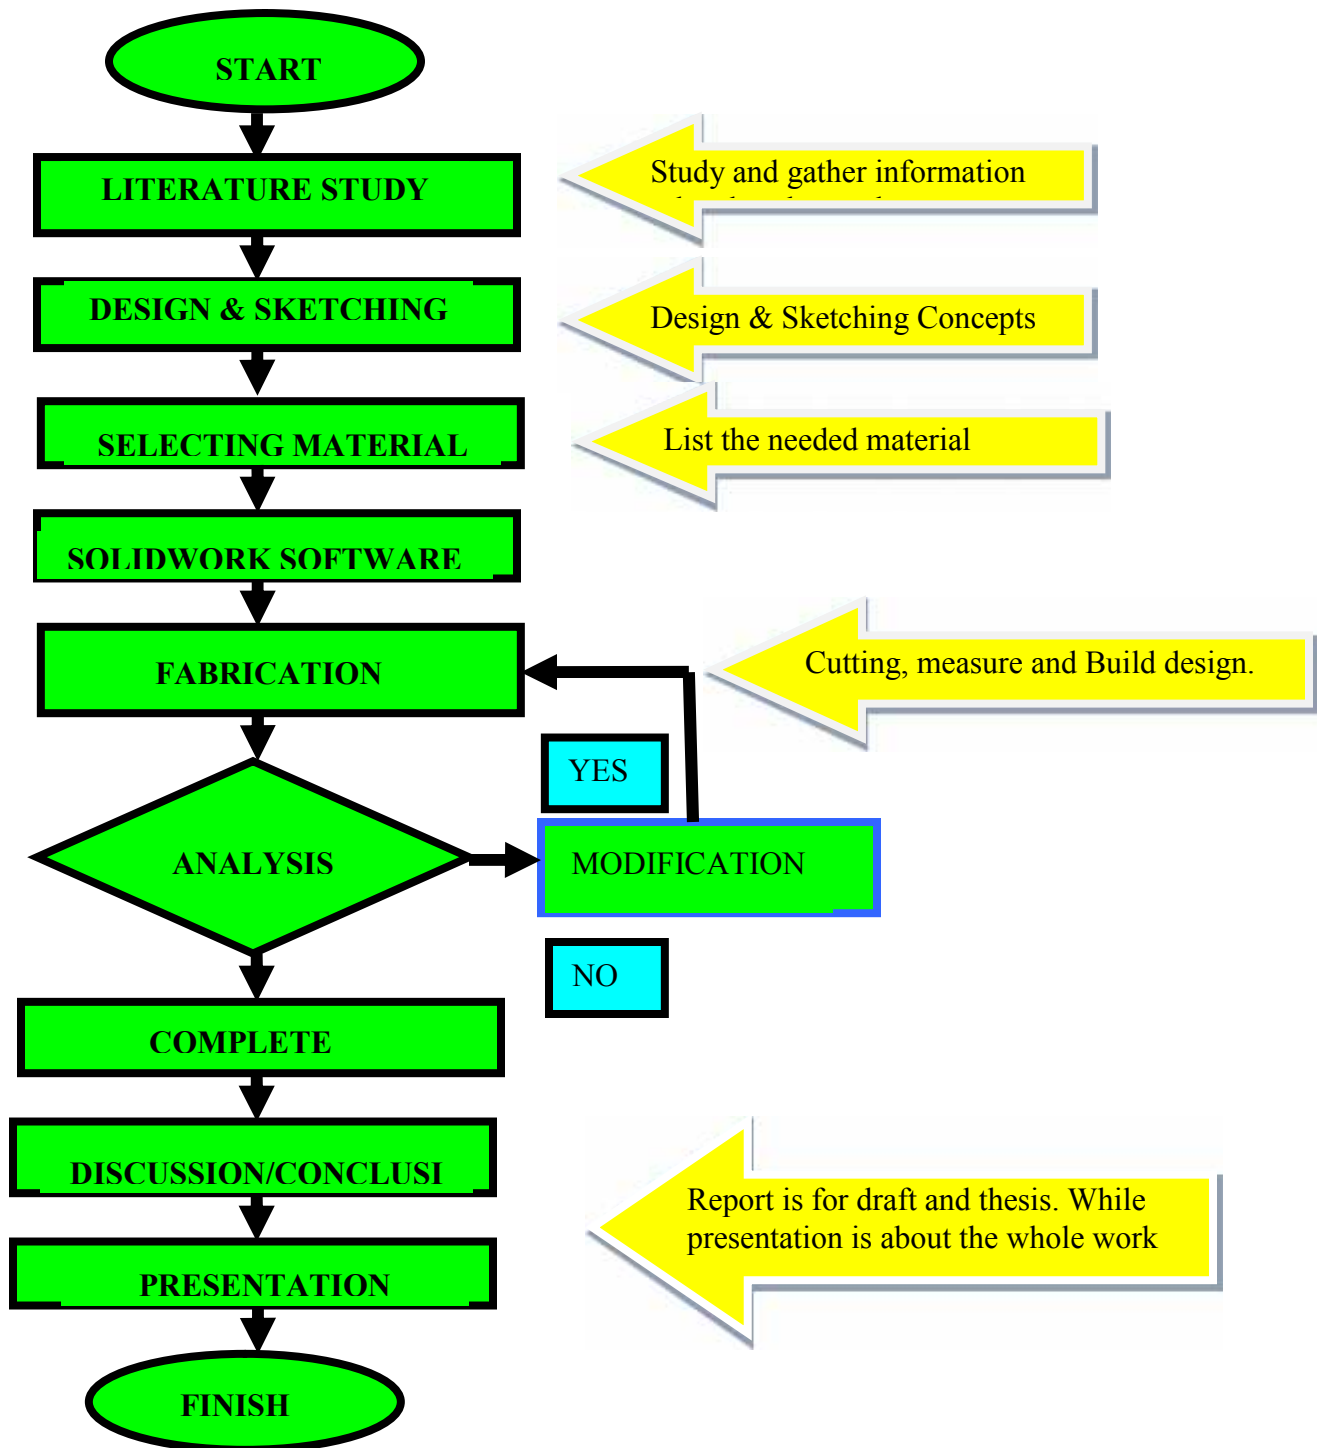 START
LITERATURE STUDY
Study and gather information
DESIGN & SKETCHING
Design & Sketching Concepts
SELECTING MATERIAL
List the needed material
SOLIDWORK SOFTWARE
FABRICATION
Cutting, measure and Build design.
YES
ANALYSIS
MODIFICATION
NO
COMPLETE
DISCUSSION/CONCLUSI
Report is for draft and thesis. While
presentation is about the whole work
PRESENTATION
FINISH